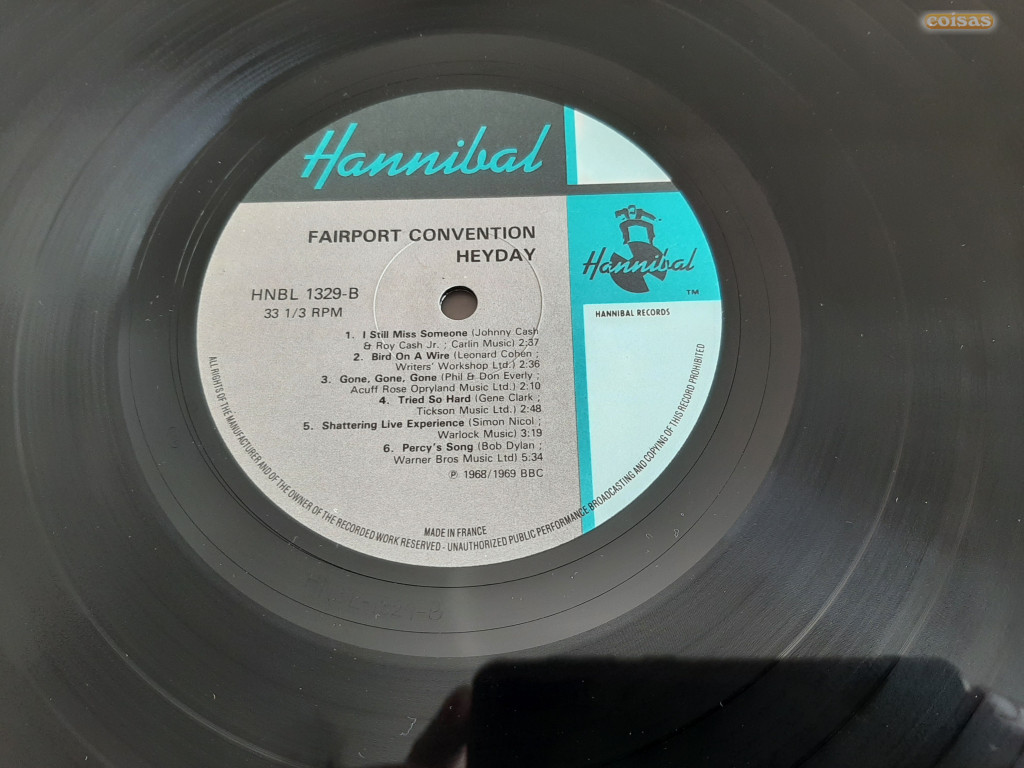 coisas
Hannibal
FAIRPORT CONVENTION
HEYDAY
HNBL 1329-B
33 1/3 RPM
1. I Still Miss Someone (Johnny Cash
& Roy Cash Jr. ; Carlin Music) 2:37
2. Bird On A Wire (Leonard Cohen ;
Writers' Workshop Ltd.) 2:36
3. Gone, Gone, Gone (Phil & Don Everly ;
Acuff Rose Opryland Music Ltd.) 2:10
4. Tried So Hard (Gene Clark ;
Tickson Music Ltd.) 2:48
5. Shattering Live Experience (Simon Nicol ;
Warlock Music) 3:19
6. Percy's Song (Bob Dylan ;
Warner Bros Music Ltd) 5:34
℗ 1968/1969 BBC
Hannibal
TM
HANNIBAL RECORDS
MADE IN FRANCE
ALL RIGHTS OF THE MANUFACTURER AND OF THE OWNER OF THE RECORDED WORK RESERVED - UNAUTHORIZED PUBLIC PERFORMANCE BROADCASTING AND COPYING OF THIS RECORD PROHIBITED